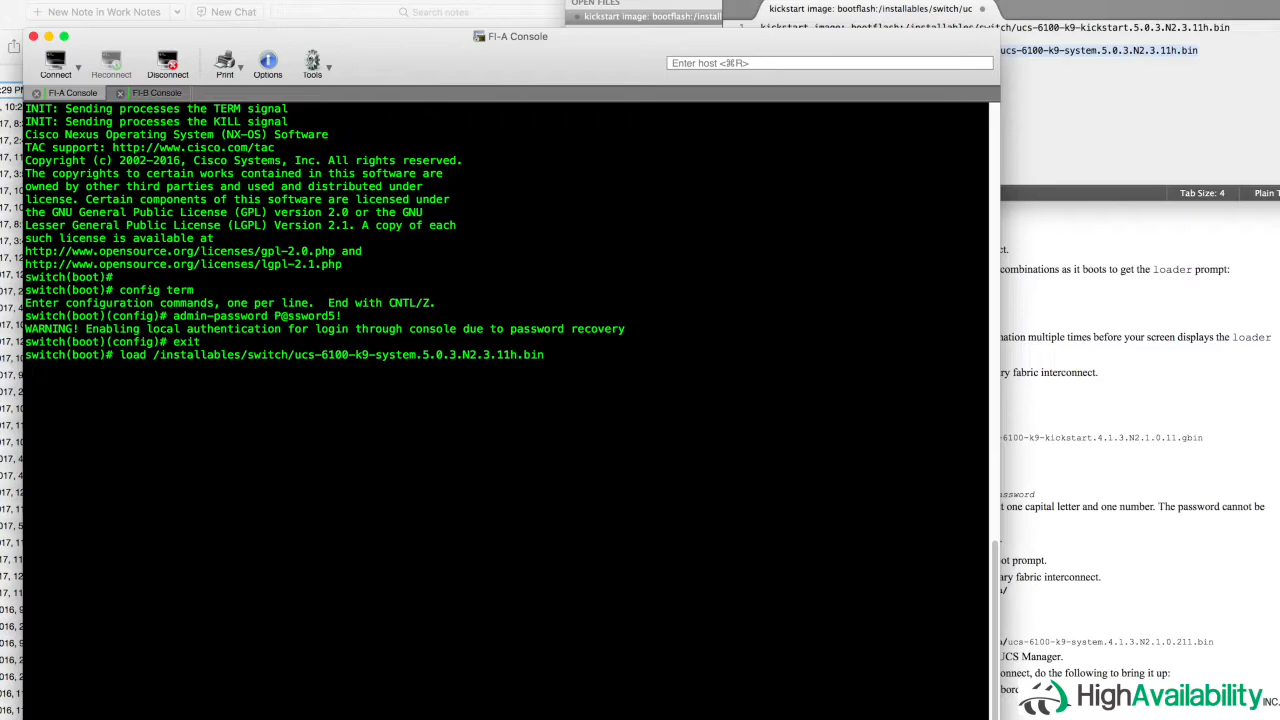 New Note in Work Notes
New Chat
Search notes
OPEN FILES
kickstart image: bootflash:/install
kickstart image: bootflash:/installables/switch/uc
kickstart image: bootflash:/installables/switch/ucs-6100-k9-kickstart.5.0.3.N2.3.11h.bin
ucs-6100-k9-system.5.0.3.N2.3.11h.bin
FI-A Console
Connect
Reconnect
Disconnect
Print
Options
Tools
Enter host <⌘R>
FI-A Console
FI-B Console
INIT: Sending processes the TERM signal
INIT: Sending processes the KILL signal
Cisco Nexus Operating System (NX-OS) Software
TAC support: http://www.cisco.com/tac
Copyright (c) 2002-2016, Cisco Systems, Inc. All rights reserved.
The copyrights to certain works contained in this software are
owned by other third parties and used and distributed under
license. Certain components of this software are licensed under
the GNU General Public License (GPL) version 2.0 or the GNU
Lesser General Public License (LGPL) Version 2.1. A copy of each
such license is available at
http://www.opensource.org/licenses/gpl-2.0.php and
http://www.opensource.org/licenses/lgpl-2.1.php
switch(boot)#
switch(boot)# config term
Enter configuration commands, one per line.  End with CNTL/Z.
switch(boot)(config)# admin-password P@ssword5!
WARNING! Enabling local authentication for login through console due to password recovery
switch(boot)(config)# exit
switch(boot)# load /installables/switch/ucs-6100-k9-system.5.0.3.N2.3.11h.bin
Tab Size: 4
Plain T
ct.
combinations as it boots to get the loader prompt:
nation multiple times before your screen displays the loader
ry fabric interconnect.
-6100-k9-kickstart.4.1.3.N2.1.0.11.gbin
assword
t one capital letter and one number. The password cannot be
ot prompt.
ary fabric interconnect.
/ucs-6100-k9-system.4.1.3.N2.1.0.211.bin
UCS Manager.
onnect, do the following to bring it up:
HighAvailability INC.